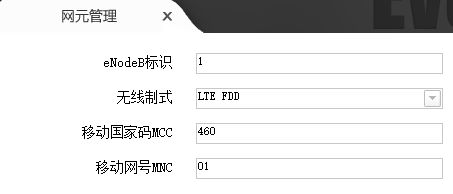 网元管理 ×
eNodeB标识 1
无线制式 LTE FDD
移动国家码MCC 460
移动网号MNC 01